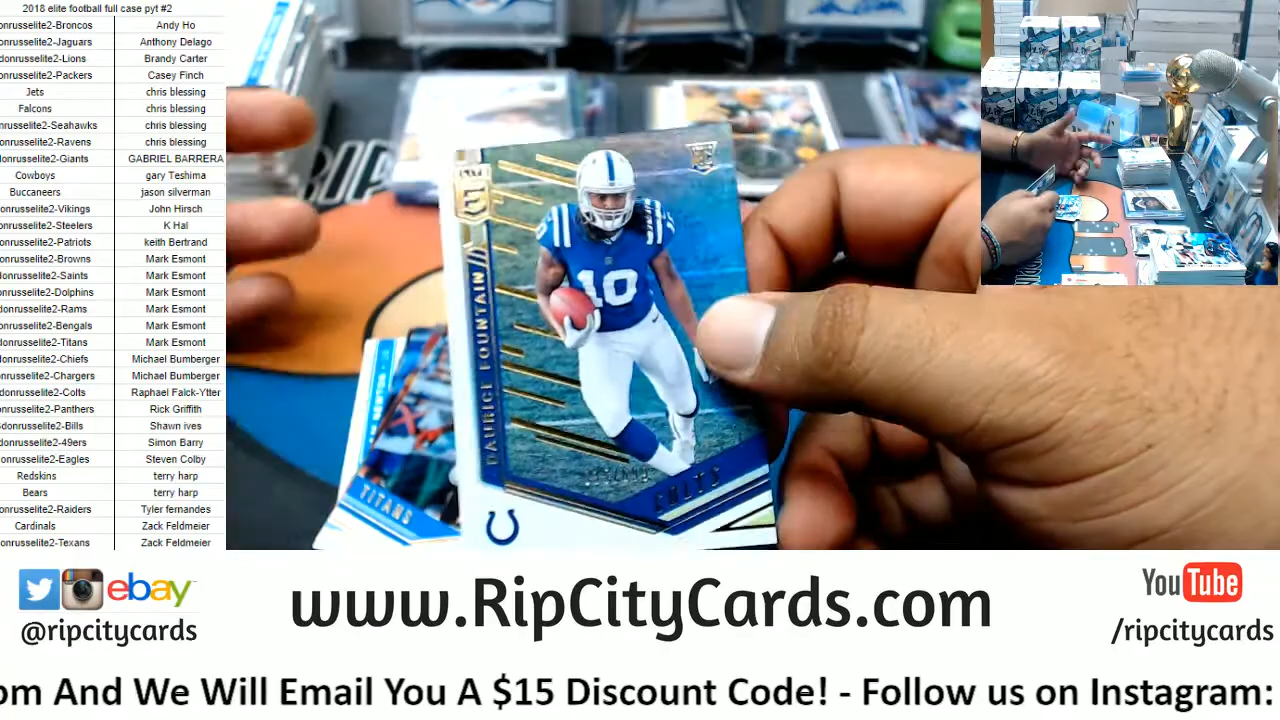 2018 elite football full case pyt #2
onrusselite2-Broncos Andy Ho
onrusselite2-Jaguars Anthony Delago
donrusselite2-Lions Brandy Carter
onrusselite2-Packers Casey Finch
Jets chris blessing
Falcons chris blessing
nrusselite2-Seahawks chris blessing
onrusselite2-Ravens chris blessing
donrusselite2-Giants GABRIEL BARRERA
Cowboys gary Teshima
Buccaneers jason silverman
onrusselite2-Vikings John Hirsch
onrusselite2-Steelers K Hal
onrusselite2-Patriots keith Bertrand
onrusselite2-Browns Mark Esmont
onrusselite2-Saints Mark Esmont
onrusselite2-Dolphins Mark Esmont
donrusselite2-Rams Mark Esmont
onrusselite2-Bengals Mark Esmont
donrusselite2-Titans Mark Esmont
onrusselite2-Chiefs Michael Bumberger
nrusselite2-Chargers Michael Bumberger
donrusselite2-Colts Raphael Falck-Ytter
nrusselite2-Panthers Rick Griffith
donrusselite2-Bills Shawn ives
donrusselite2-49ers Simon Barry
onrusselite2-Eagles Steven Colby
Redskins terry harp
Bears terry harp
onrusselite2-Raiders Tyler fernandes
Cardinals Zack Feldmeier
onrusselite2-Texans Zack Feldmeier
DAURICE FOUNTAIN
10
COLTS
TITANS
ebay
@ripcitycards
www.RipCityCards.com
YouTube
/ripcitycards
om And We Will Email You A $15 Discount Code! - Follow us on Instagram: